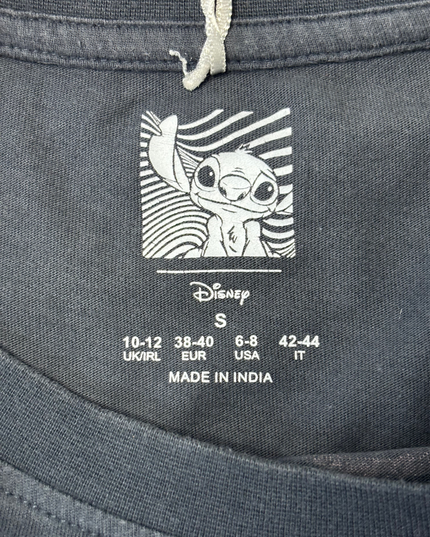 Disney
S
10-12 38-40 6-8 42-44
UK/IRL EUR USA IT
MADE IN INDIA